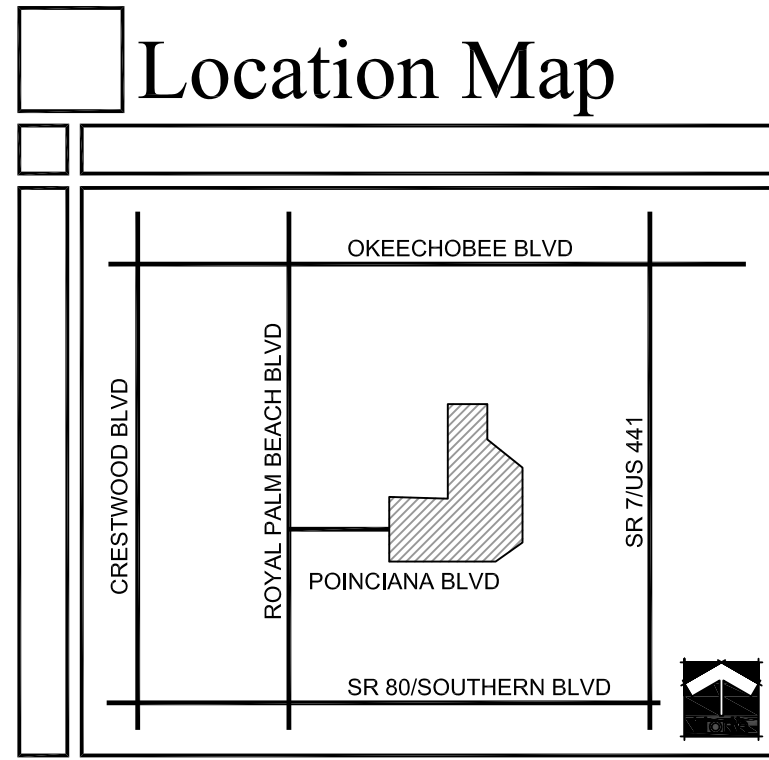 Location Map
OKEECHOBEE BLVD
CRESTWOOD BLVD
ROYAL PALM BEACH BLVD
SR 7/US 441
POINCIANA BLVD
SR 80/SOUTHERN BLVD